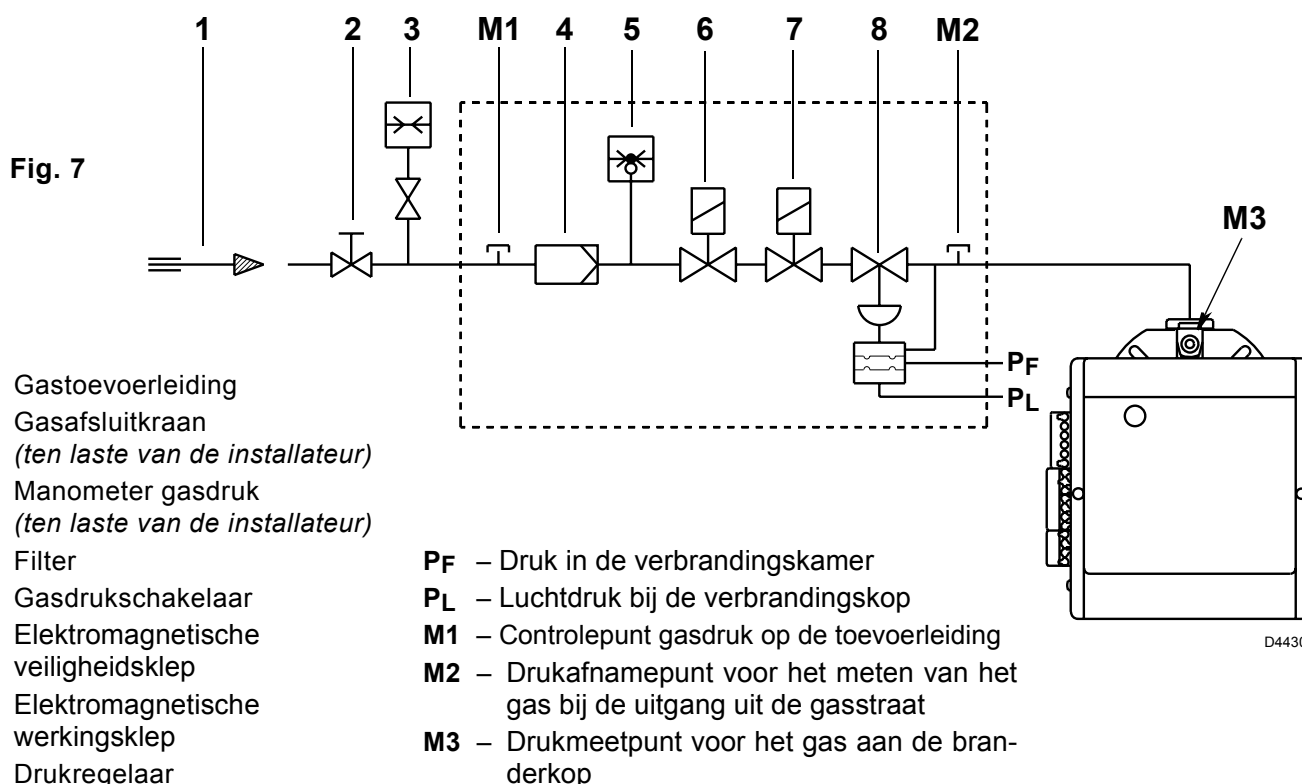 1 2 3 M1 4 5 6 7 8 M2
Fig. 7
M3
PF
PL
D4430
Gastoevoerleiding
Gasafsluitkraan
(ten laste van de installateur)
Manometer gasdruk
(ten laste van de installateur)
Filter
Gasdrukschakelaar
Elektromagnetische
veiligheidsklep
Elektromagnetische
werkingsklep
Drukregelaar
PF – Druk in de verbrandingskamer
PL – Luchtdruk bij de verbrandingskop
M1 – Controlepunt gasdruk op de toevoerleiding
M2 – Drukafnamepunt voor het meten van het
gas bij de uitgang uit de gasstraat
M3 – Drukmeetpunt voor het gas aan de bran-
derkop